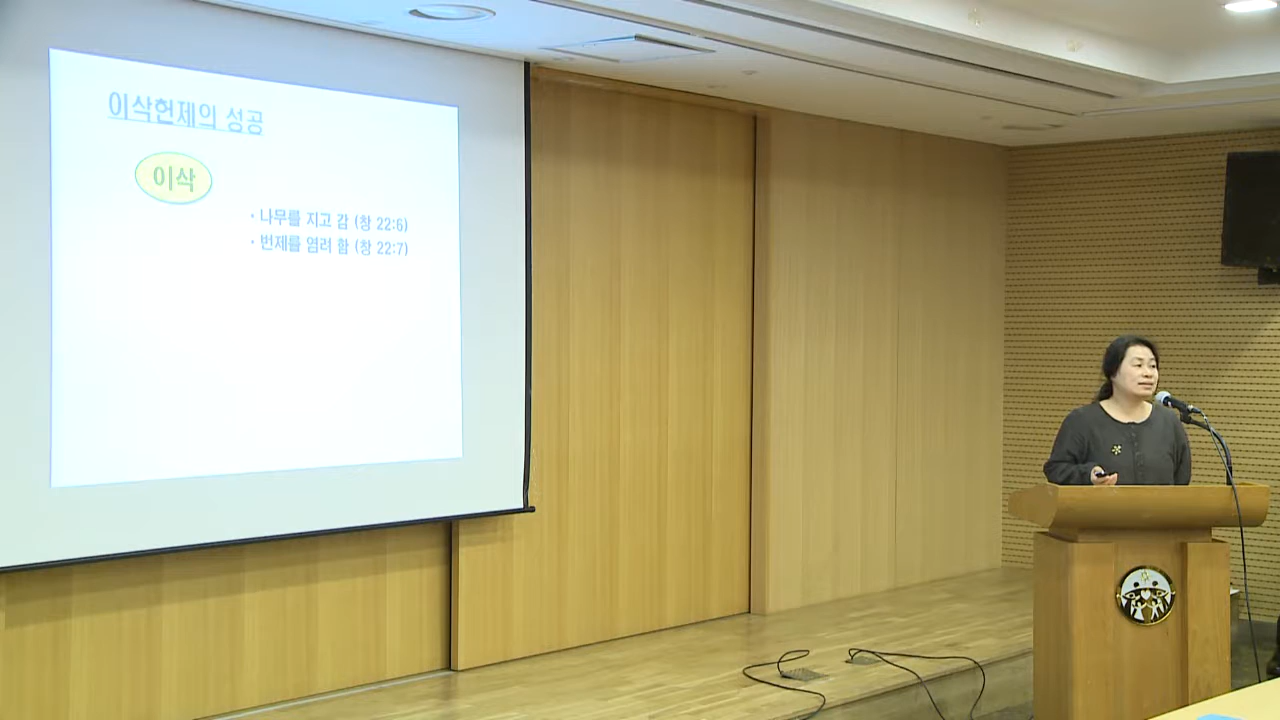 이삭헌제의 성공
이삭
· 나무를 지고 감 (창 22:6)
· 번제를 염려 함 (창 22:7)